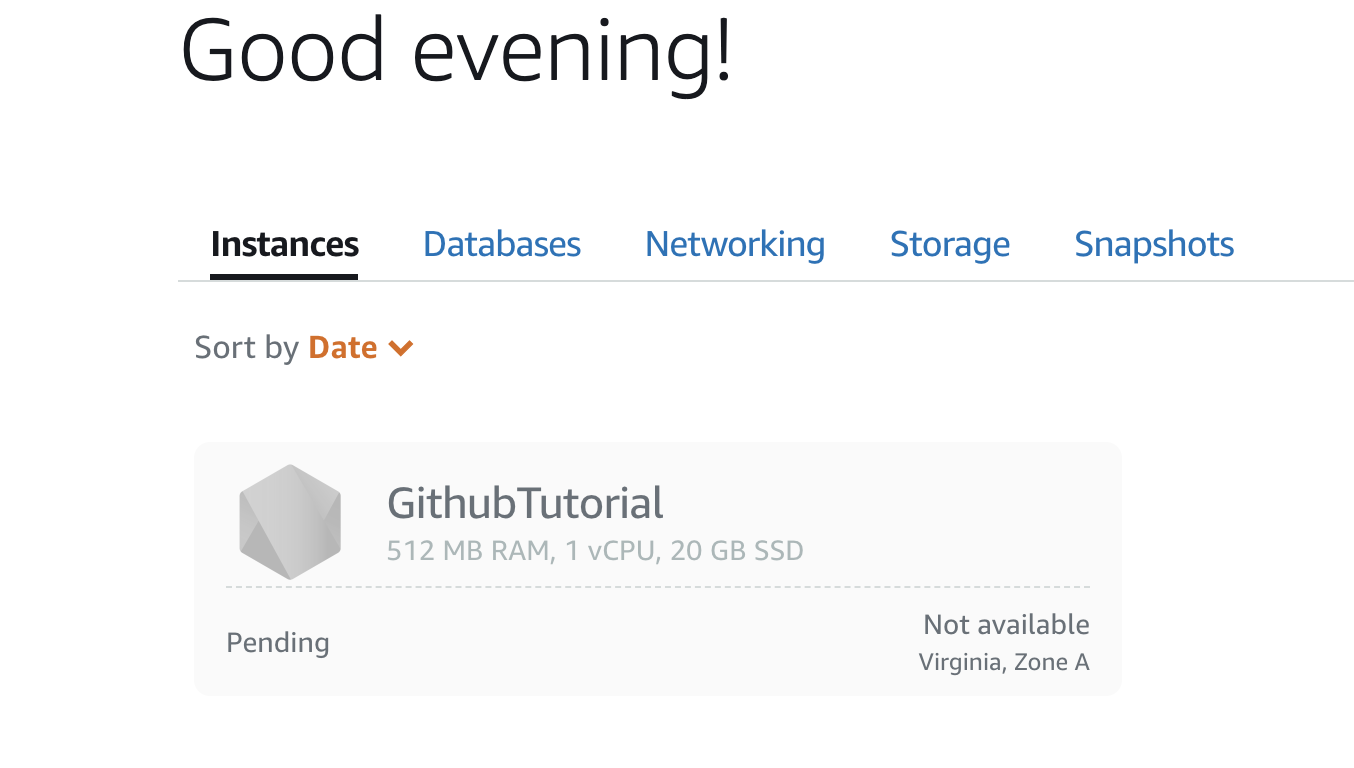 Good evening!
Instances Databases Networking Storage Snapshots
Sort by Date
GithubTutorial
512 MB RAM, 1 vCPU, 20 GB SSD
Pending
Not available
Virginia, Zone A